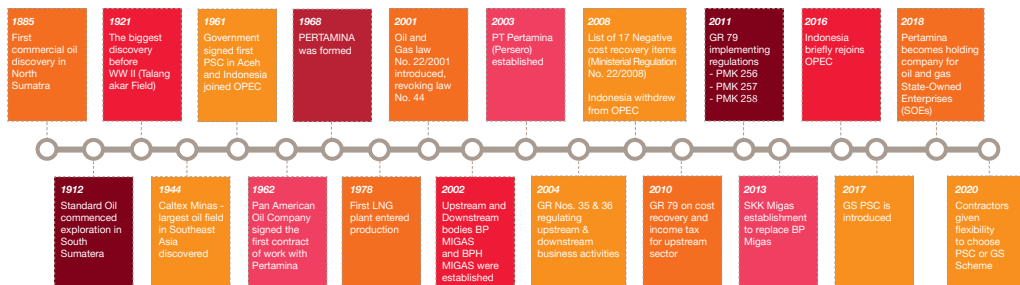 1885
First
commercial oil
discovery in
North
Sumatra
1921
The biggest
discovery
before
WW II (Talang
akar Field)
1961
Government
signed first
PSC in Aceh
and Indonesia
joined OPEC
1968
PERTAMINA
was formed
2001
Oil and
Gas law
No. 22/2001
introduced,
revoking law
No. 44
2003
PT Pertamina
(Persero)
established
2008
List of 17 Negative
cost recovery items
(Ministerial Regulation
No. 22/2008)
Indonesia withdrew
from OPEC
2011
GR 79
implementing
regulations
- PMK 256
- PMK 257
- PMK 258
2016
Indonesia
briefly rejoins
OPEC
2018
Pertamina
becomes holding
company for
oil and gas
State-Owned
Enterprises
(SOEs)
1912
Standard Oil
commenced
exploration in
South
Sumatera
1944
Caltex Minas -
largest oil field
in Southeast
Asia
discovered
1962
Pan American
Oil Company
signed the
first contract
of work with
Pertamina
1978
First LNG
plant entered
production
2002
Upstream and
Downstream
bodies BP
MIGAS
and BPH
MIGAS were
established
2004
GR Nos. 35 & 36
regulating
upstream &
downstream
business activities
2010
GR 79 on cost
recovery and
income tax
for upstream
sector
2013
SKK Migas
establishment
to replace BP
Migas
2017
GS PSC is
introduced
2020
Contractors
given
flexibility
to choose
PSC or GS
Scheme